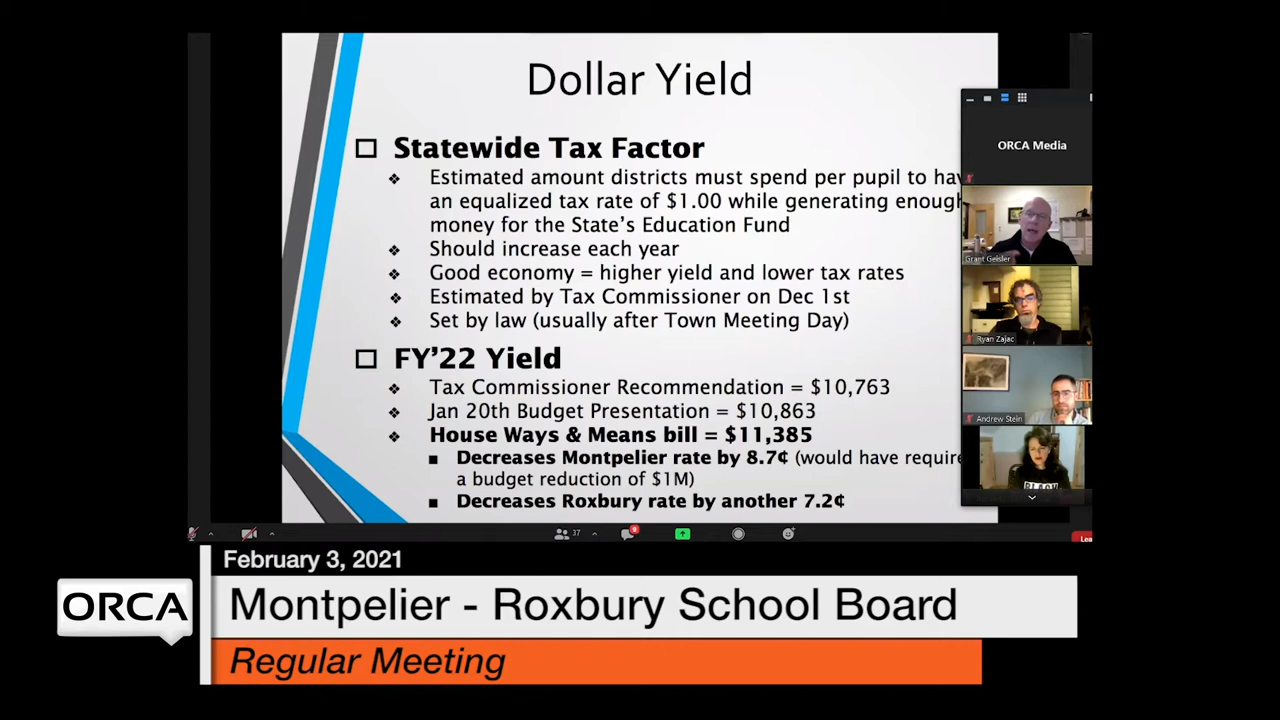 Dollar Yield
Statewide Tax Factor
Estimated amount districts must spend per pupil to
an equalized tax rate of $1.00 while generating enough
money for the State's Education Fund
Should increase each year
Good economy = higher yield and lower tax rates
Estimated by Tax Commissioner on Dec 1st
Set by law (usually after Town Meeting Day)
FY'22 Yield
Tax Commissioner Recommendation = $10,763
Jan 20th Budget Presentation = $10,863
House Ways & Means bill = $11,385
Decreases Montpelier rate by 8.7¢ (would have
a budget reduction of $1M)
Decreases Roxbury rate by another 7.2¢
ORCA Media
Grant Geisler
Ryan Zajac
Andrew Stein
BLACK
37
9
Lea
February 3, 2021
ORCA
Montpelier - Roxbury School Board
Regular Meeting